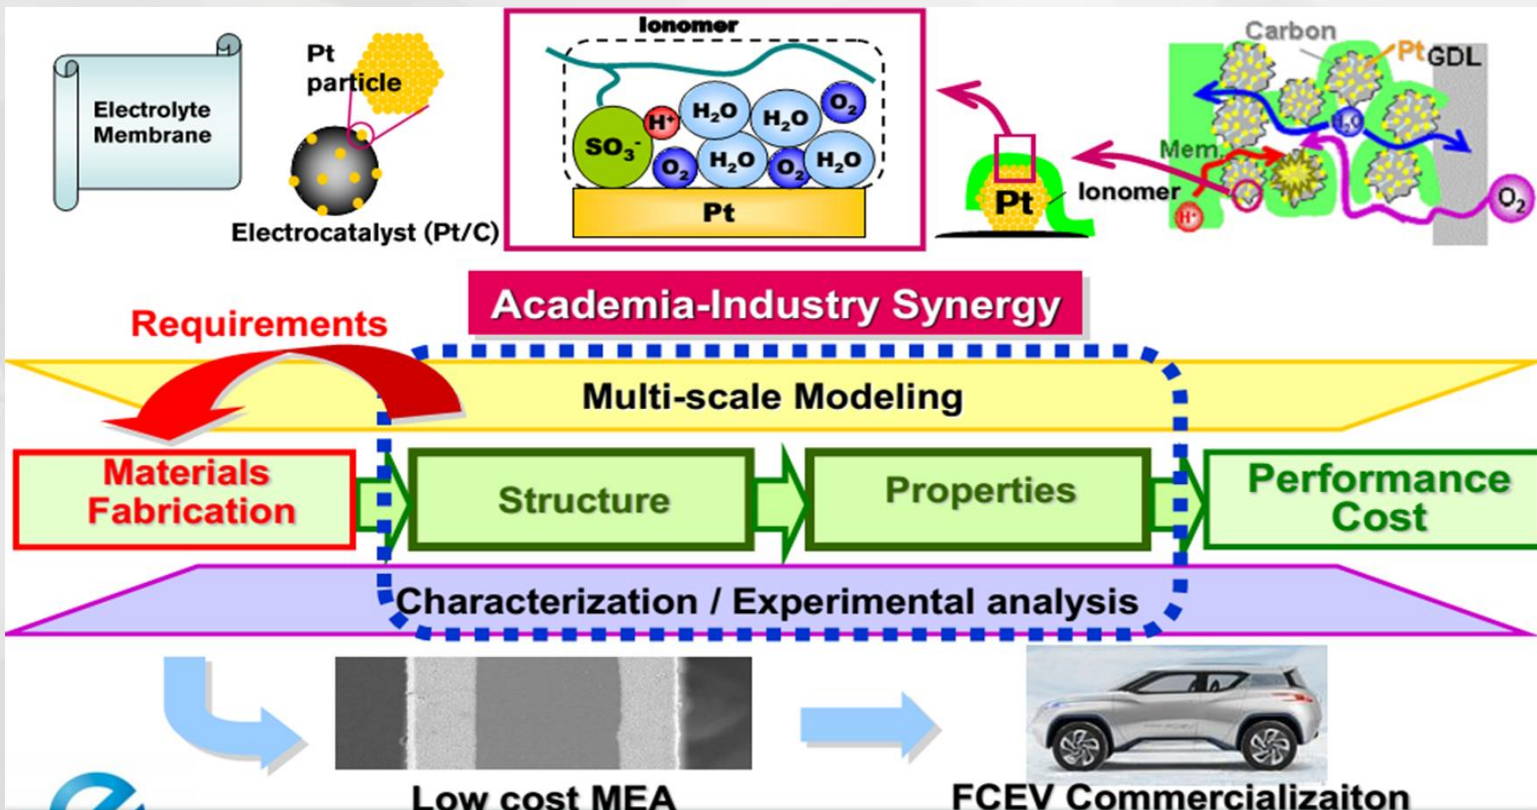 Electrolyte
Membrane
Pt
particle
Electrocatalyst (Pt/C)
Ionomer
SO₃⁻
H⁺
H₂O
H₂O
O₂
O₂
H₂O
O₂
H₂O
Pt
Pt
Ionomer
Carbon
Pt
GDL
H₂O
Mem.
H⁺
O₂
Academia-Industry Synergy
Requirements
Multi-scale Modeling
Materials
Fabrication
Structure
Properties
Performance
Cost
Characterization / Experimental analysis
Low cost MEA
FCEV Commercializaiton